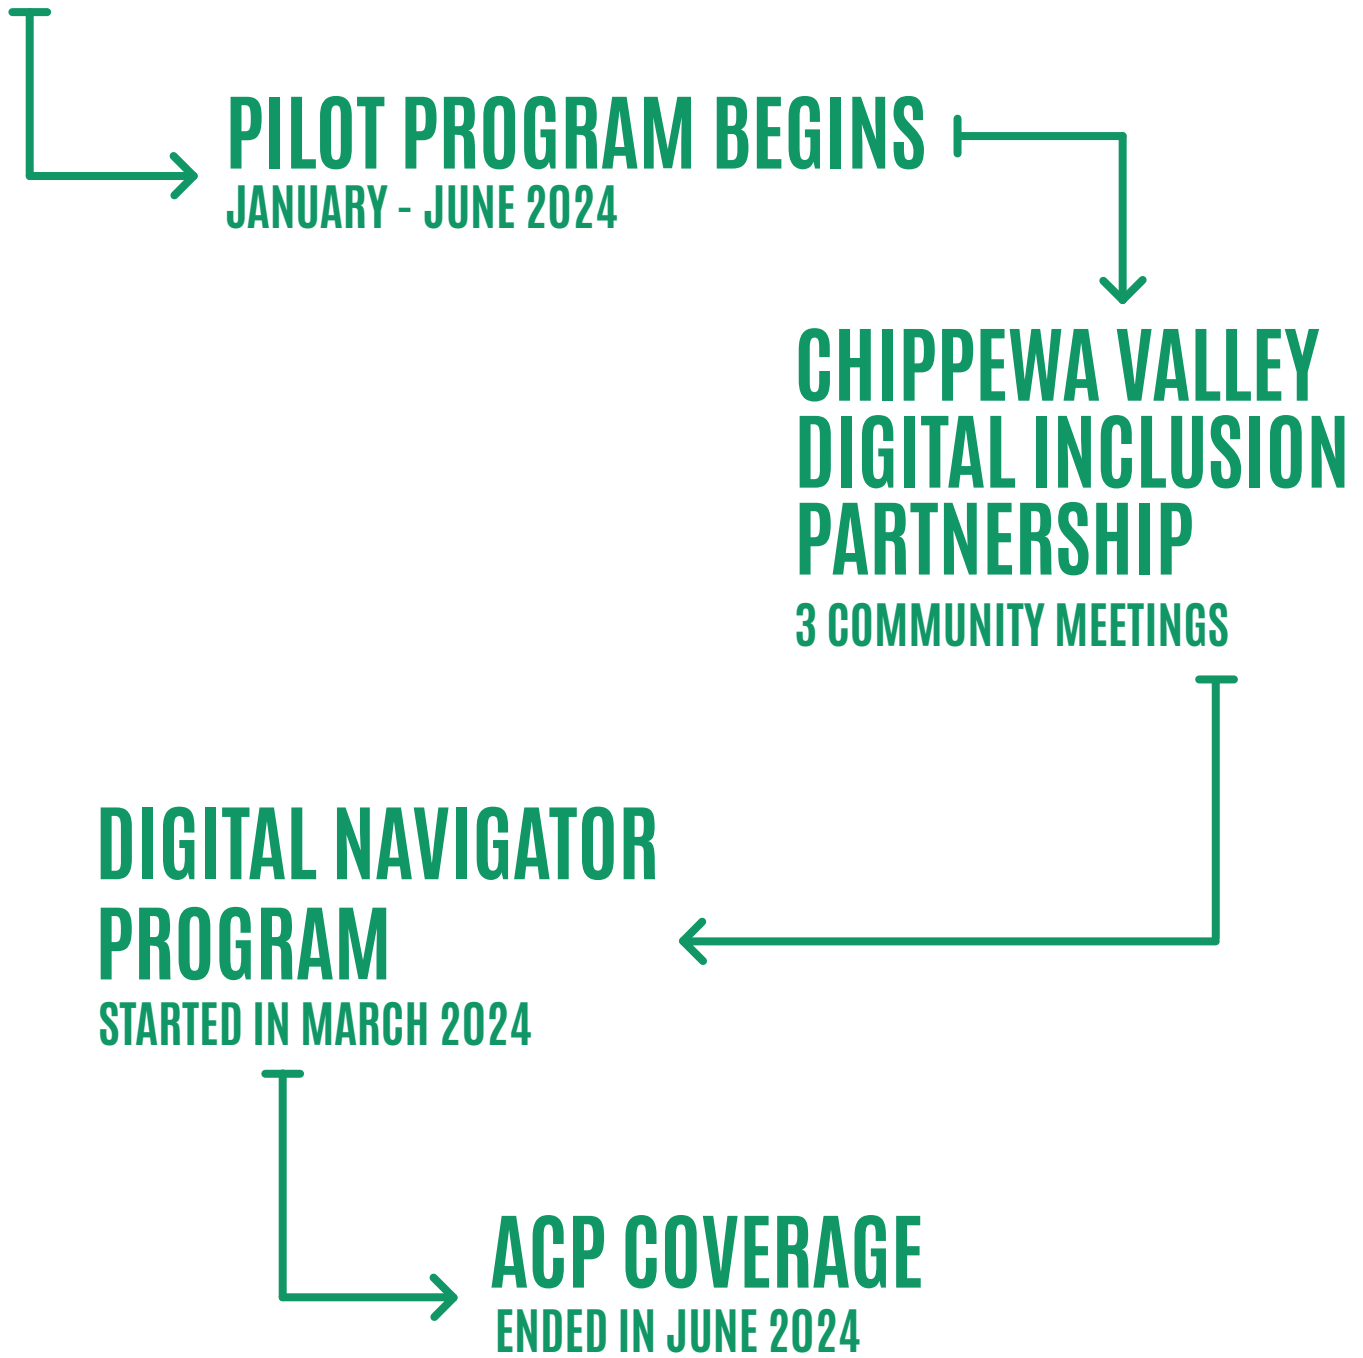 PILOT PROGRAM BEGINS
JANUARY - JUNE 2024
CHIPPEWA VALLEY
DIGITAL INCLUSION
PARTNERSHIP
3 COMMUNITY MEETINGS
DIGITAL NAVIGATOR
PROGRAM
STARTED IN MARCH 2024
ACP COVERAGE
ENDED IN JUNE 2024